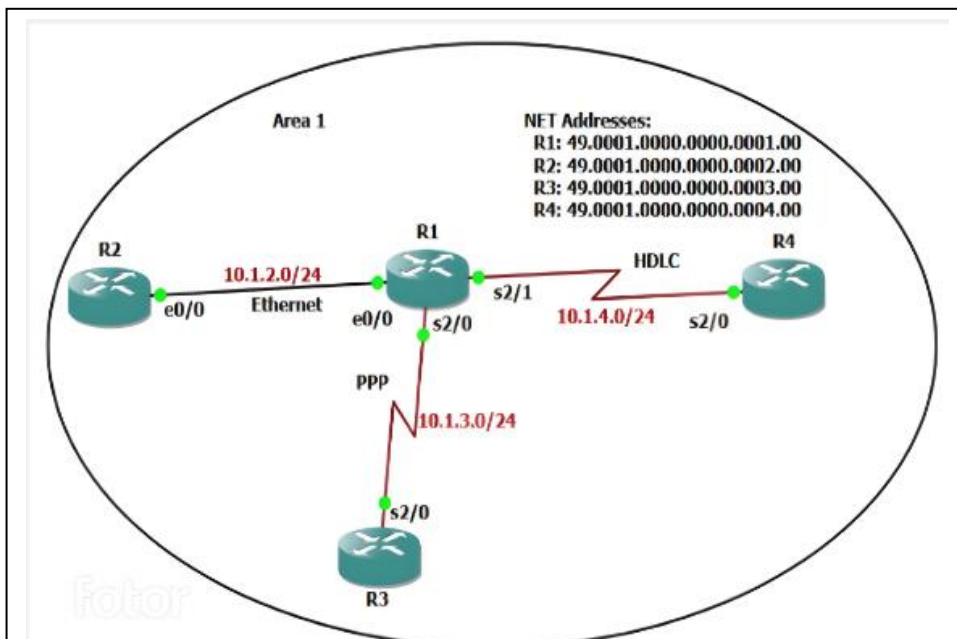 Area 1
NET Addresses:
R1: 49.0001.0000.0000.0001.00
R2: 49.0001.0000.0000.0002.00
R3: 49.0001.0000.0000.0003.00
R4: 49.0001.0000.0000.0004.00
R2
R1
R4
HDLC
10.1.2.0/24
Ethernet
e0/0
e0/0
s2/1
s2/0
10.1.4.0/24
s2/0
PPP
10.1.3.0/24
s2/0
R3
Fotor